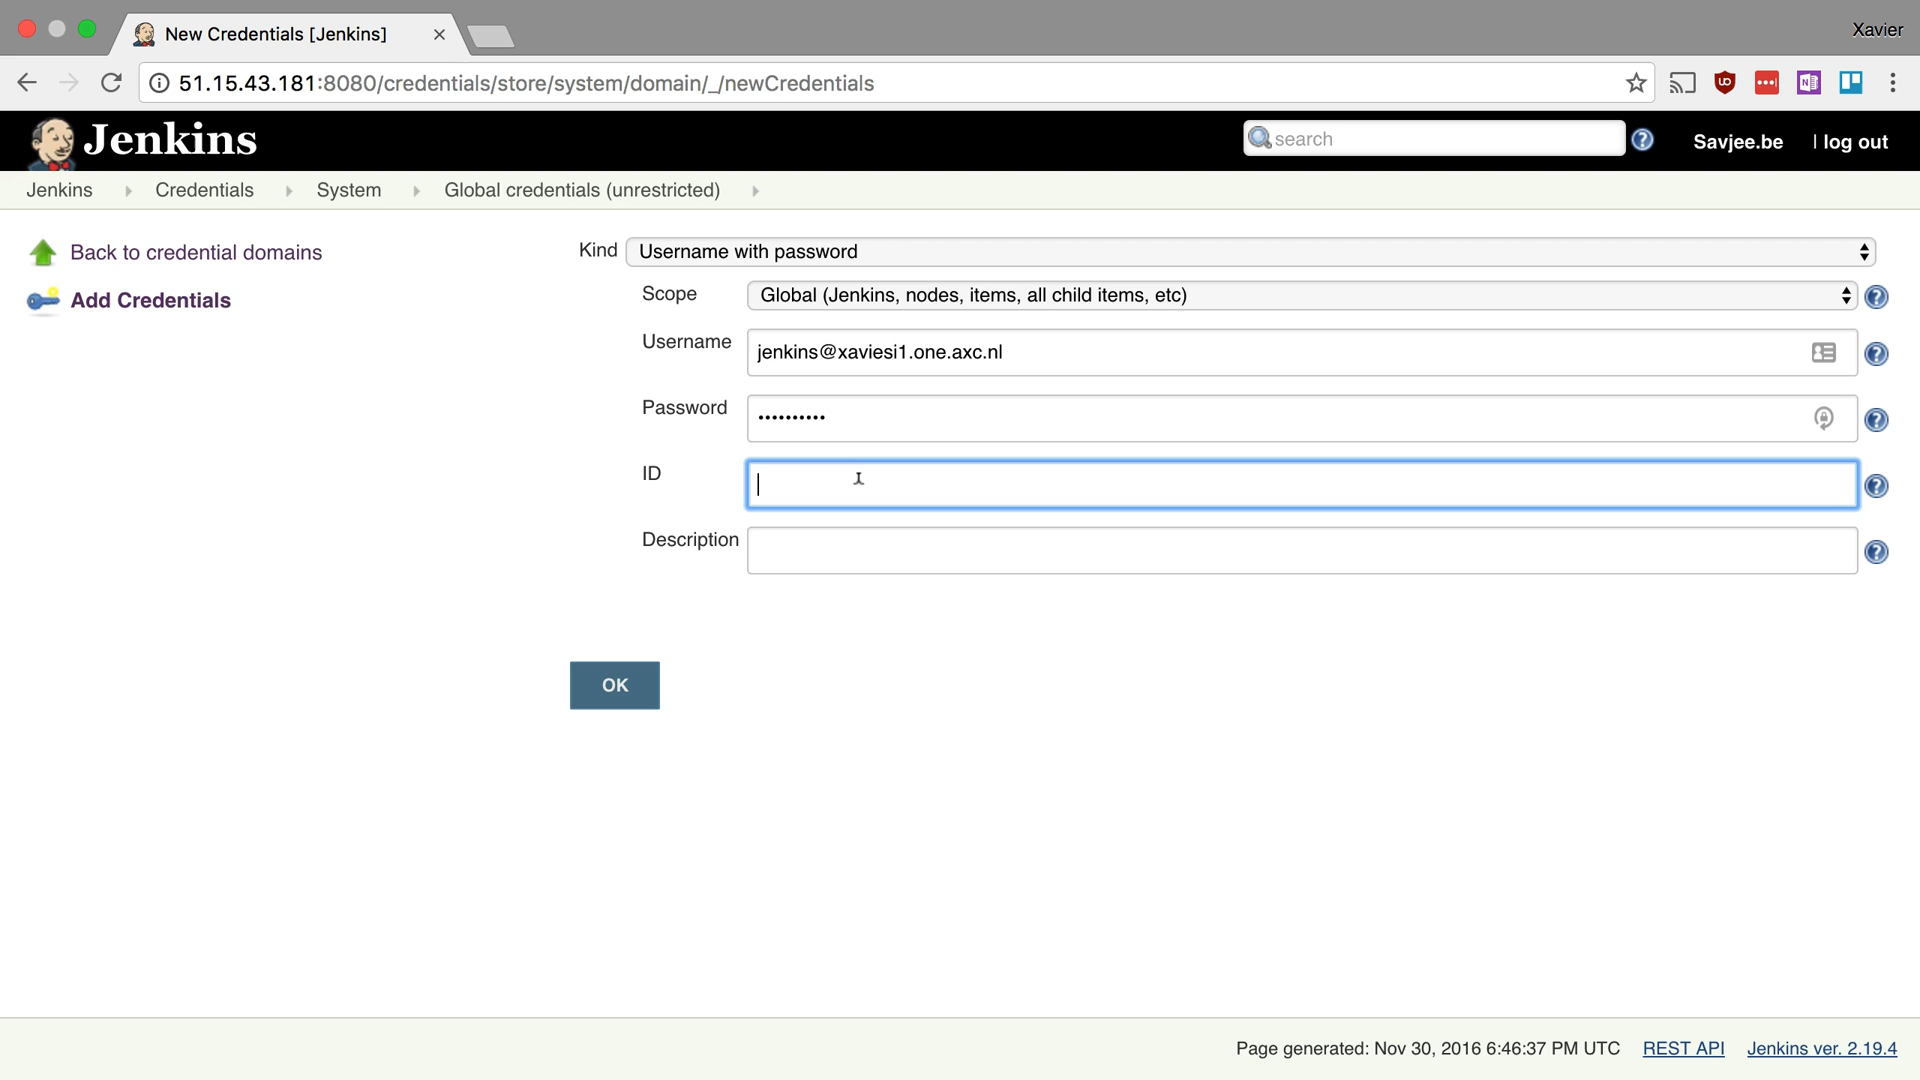 New Credentials [Jenkins]
Xavier
51.15.43.181:8080/credentials/store/system/domain/_/newCredentials
Jenkins
search
Savjee.be
| log out
Jenkins
Credentials
System
Global credentials (unrestricted)
Back to credential domains
Add Credentials
Kind
Username with password
Scope
Global (Jenkins, nodes, items, all child items, etc)
Username
jenkins@xaviesi1.one.axc.nl
Password
••••••••••
ID
Description
OK
Page generated: Nov 30, 2016 6:46:37 PM UTC
REST API
Jenkins ver. 2.19.4